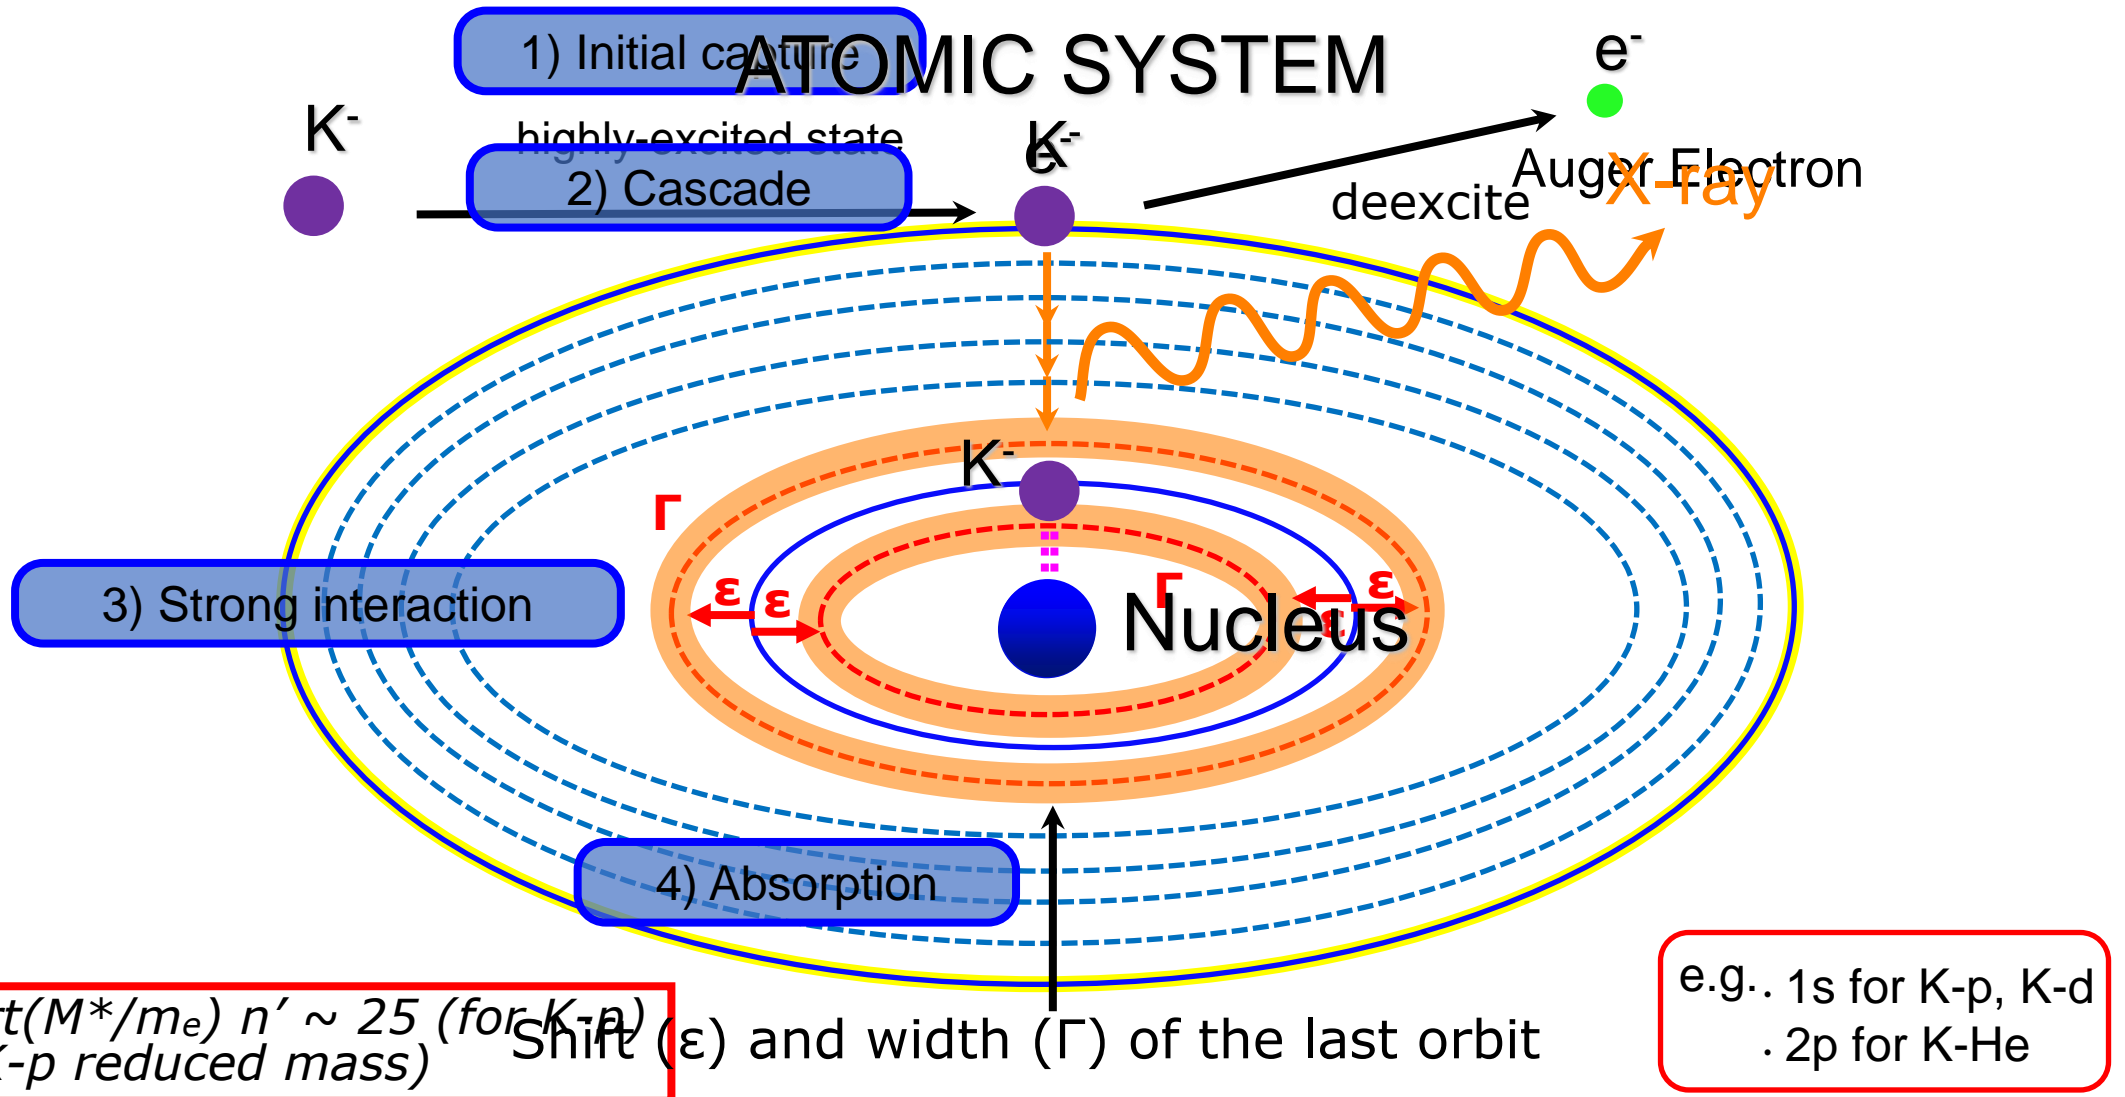 1) Initial capture
ATOMIC SYSTEM
e-
K-
highly-excited state
K-
e-
2) Cascade
Auger Electron
X-ray
deexcite
K-
Γ
Γ
ε
ε
ε
ε
3) Strong interaction
Nucleus
4) Absorption
e.g. . 1s for K-p, K-d
. 2p for K-He
t(M*/me) n’ ~ 25 (for K-p)
-p reduced mass)
Shift (ε) and width (Γ) of the last orbit